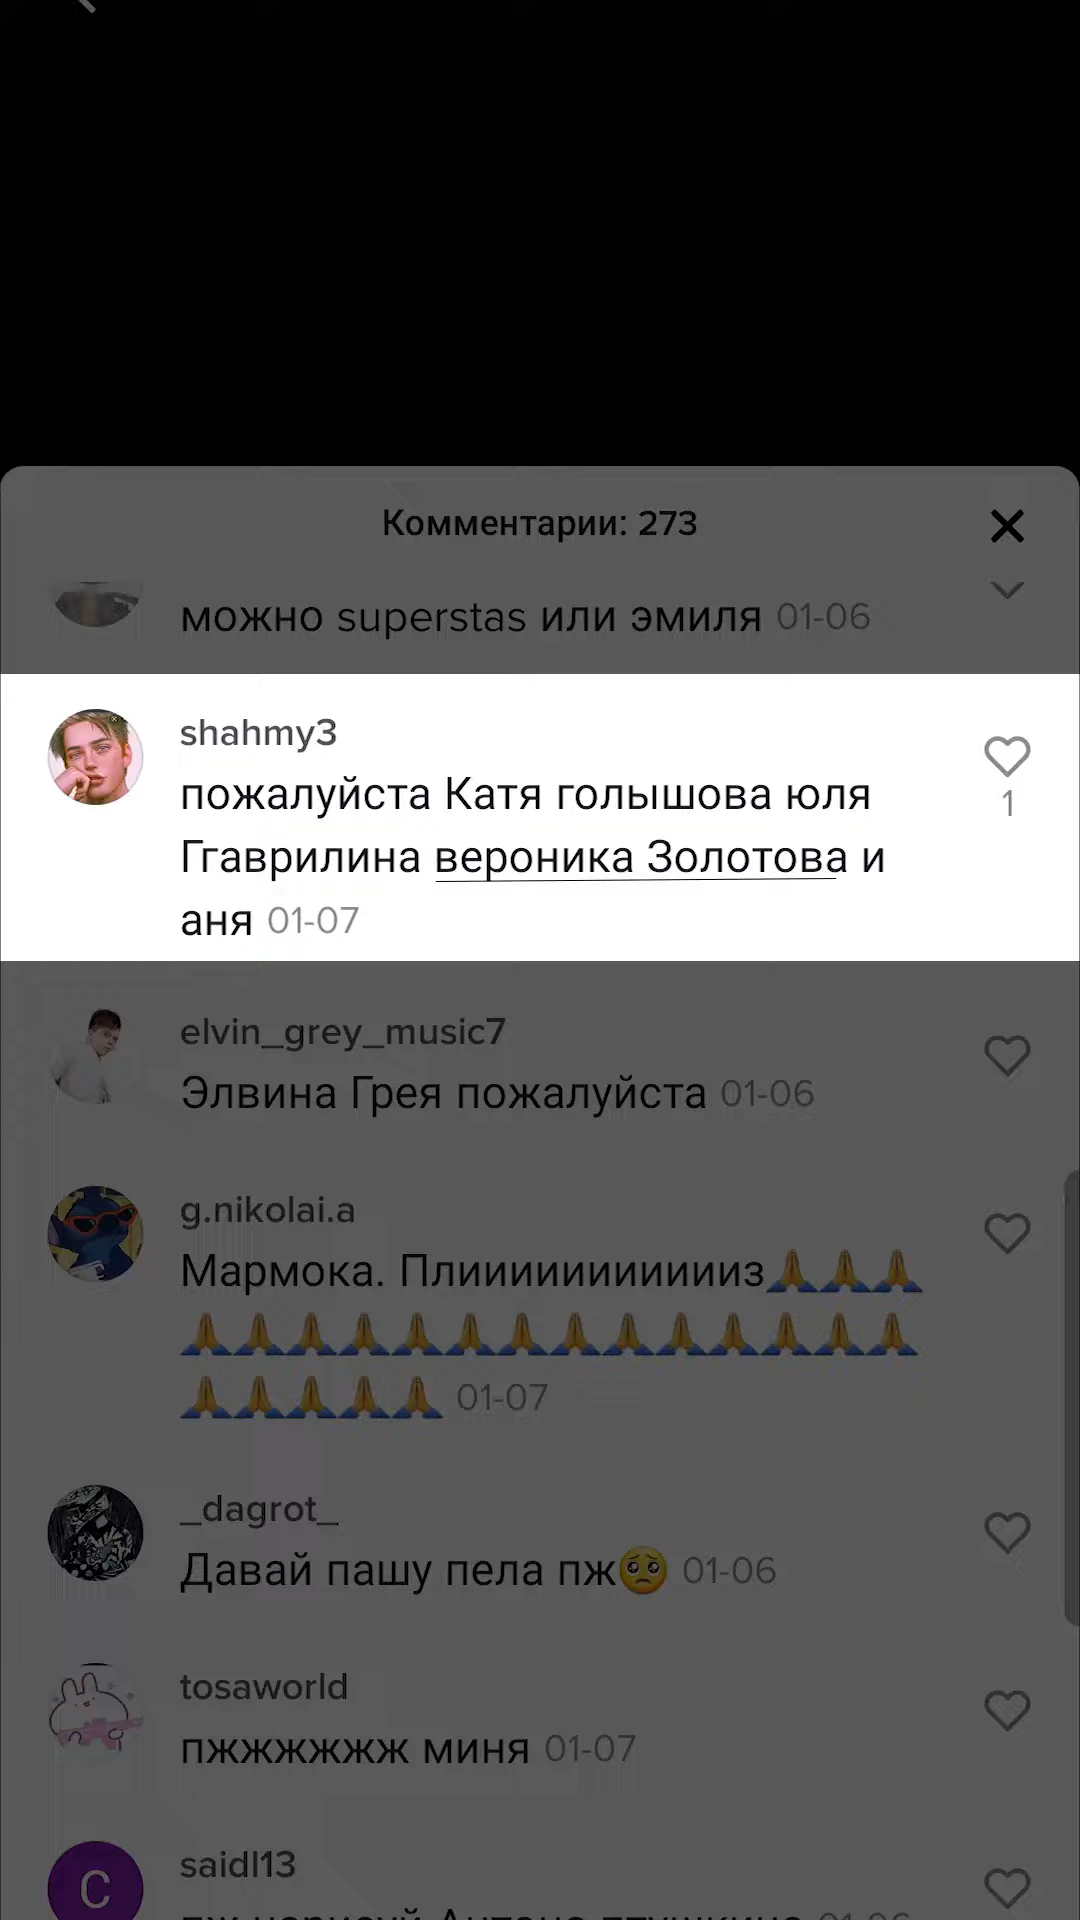 Комментарии: 273
можно superstas или эмиля 01-06
shahmy3
пожалуйста Катя голышова юля
Ггаврилина вероника Золотова и
аня 01-07
1
elvin_grey_music7
Элвина Грея пожалуйста 01-06
g.nikolai.a
Мармока. Плииииииииииииз🙏🙏🙏
🙏🙏🙏🙏🙏🙏🙏🙏🙏🙏🙏🙏🙏🙏
🙏🙏🙏🙏🙏 01-07
_dagrot_
Давай пашу пела пж🥺 01-06
tosaworld
пжжжжжж миня 01-07
saidl13
С